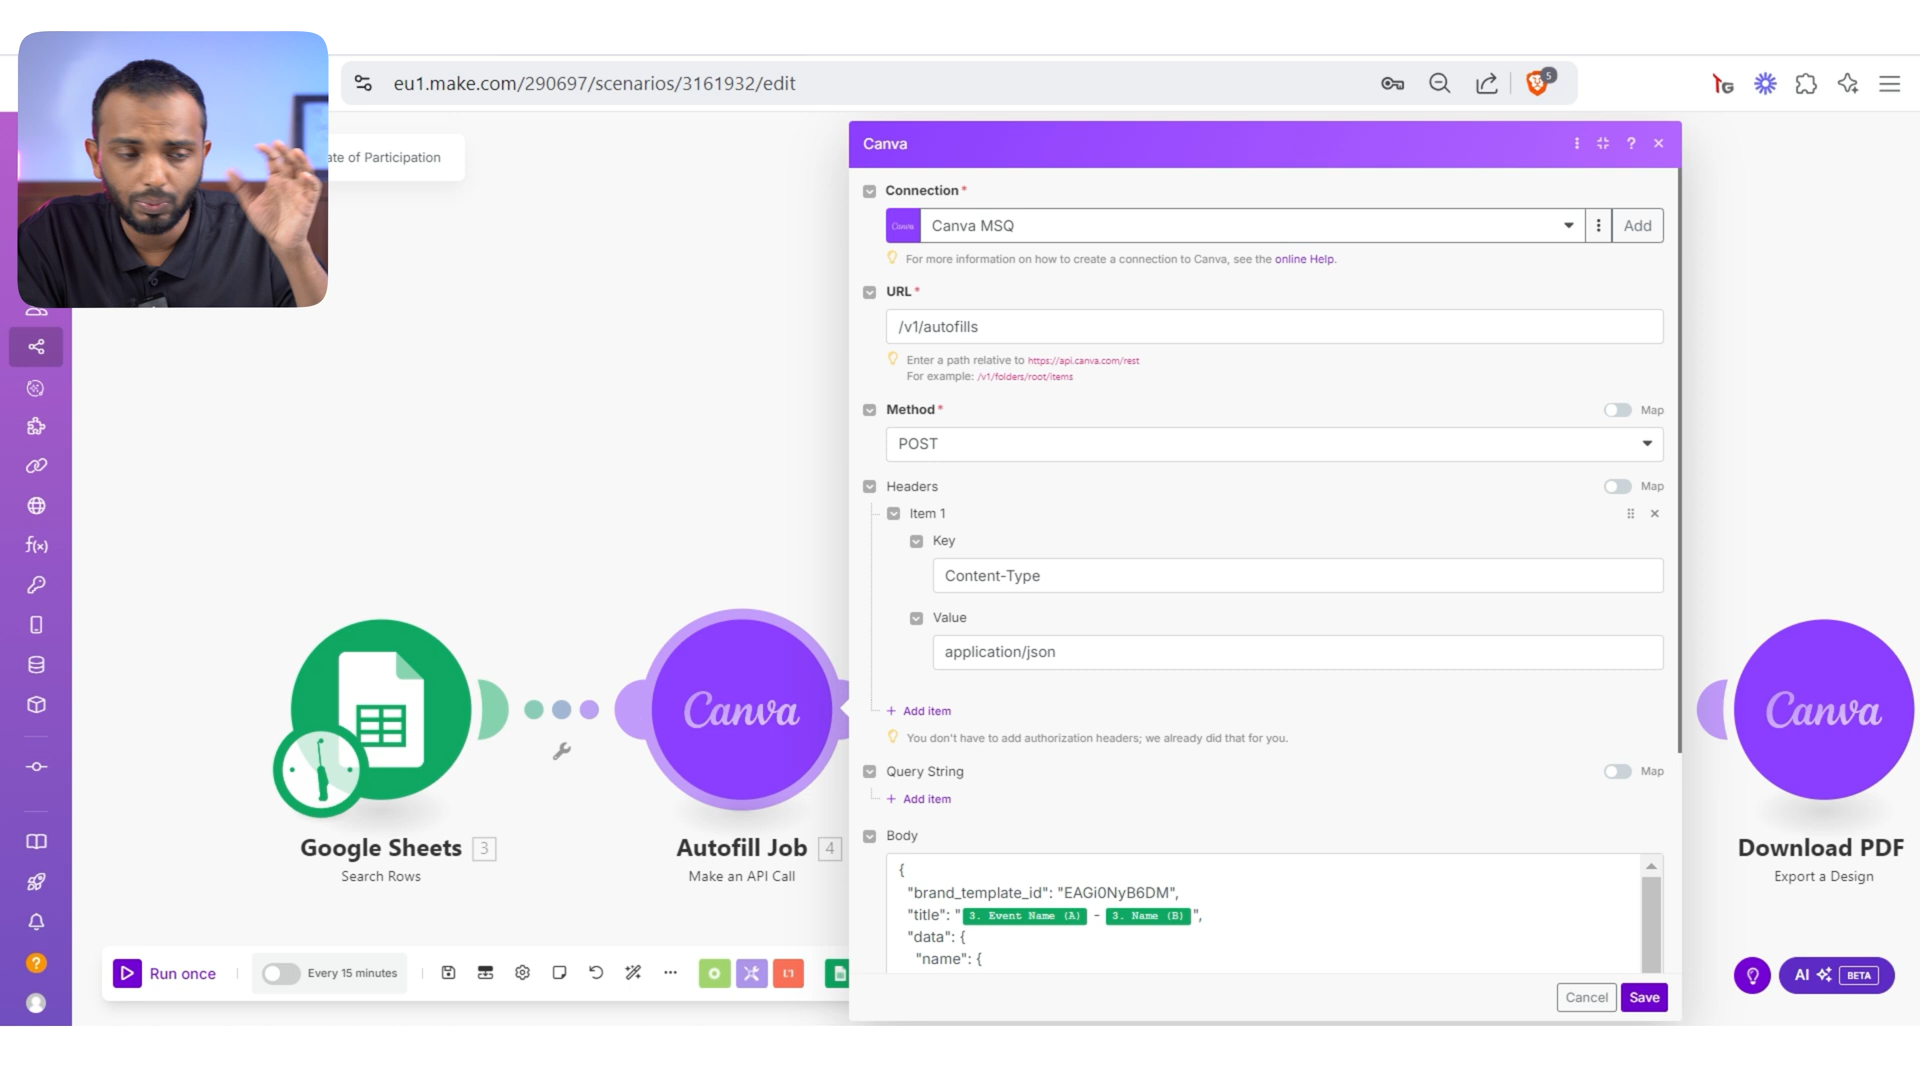 eu1.make.com/290697/scenarios/3161932/edit
5
ate of Participation
Canva
Connection *
Canva
Canva MSQ
Add
For more information on how to create a connection to Canva, see the online Help.
URL *
/v1/autofills
Enter a path relative to https://api.canva.com/rest
For example: /v1/folders/root/items
Method *
Map
POST
Headers
Map
Item 1
Key
Content-Type
Value
application/json
+ Add item
You don't have to add authorization headers; we already did that for you.
Query String
Map
+ Add item
Body
{
"brand_template_id": "EAGi0NyB6DM",
"title": "3. Event Name (A) - 3. Name (B)",
"data": {
"name": {
Cancel
Save
Canva
Canva
Google Sheets 3
Search Rows
Autofill Job 4
Make an API Call
Download PDF
Export a Design
Run once
Every 15 minutes
AI BETA